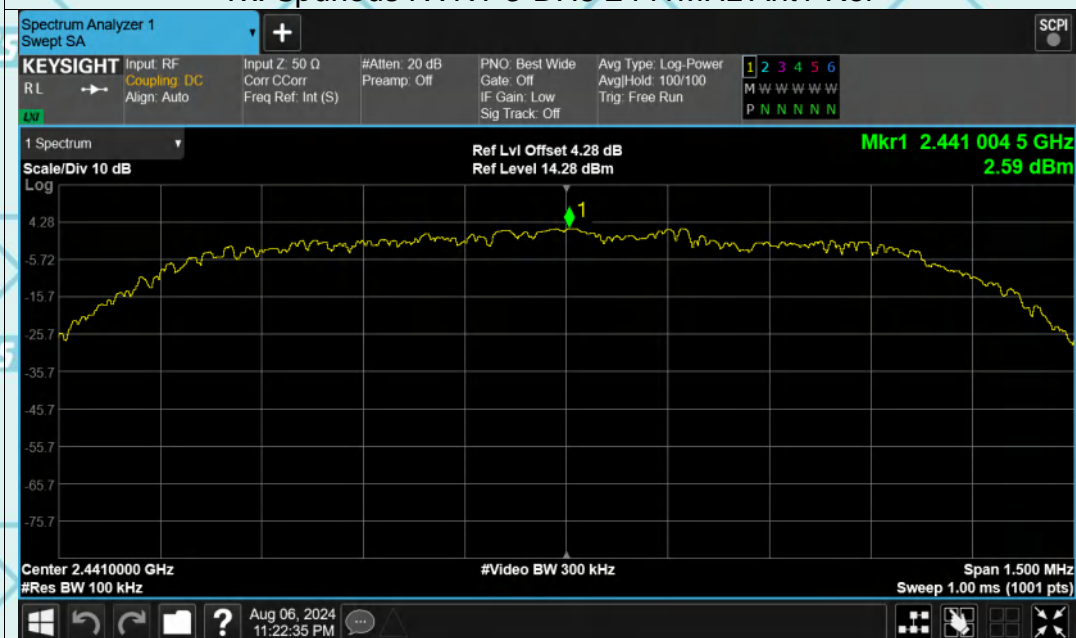 Spectrum Analyzer 1
Swept SA
+
SCPI
KEYSIGHT
RL
LXI
Input: RF
Coupling: DC
Align: Auto
Input Z: 50 Ω
Corr CCorr
Freq Ref: Int (S)
#Atten: 20 dB
Preamp: Off
PNO: Best Wide
Gate: Off
IF Gain: Low
Sig Track: Off
Avg Type: Log-Power
Avg|Hold: 100/100
Trig: Free Run
1 2 3 4 5 6
M W W W W W
P N N N N N
1 Spectrum
Scale/Div 10 dB
Log
Ref Lvl Offset 4.28 dB
Ref Level 14.28 dBm
Mkr1 2.441 004 5 GHz
2.59 dBm
1
4.28
-5.72
-15.7
-25.7
-35.7
-45.7
-55.7
-65.7
-75.7
Center 2.4410000 GHz
#Res BW 100 kHz
#Video BW 300 kHz
Span 1.500 MHz
Sweep 1.00 ms (1001 pts)
?
Aug 06, 2024
11:22:35 PM